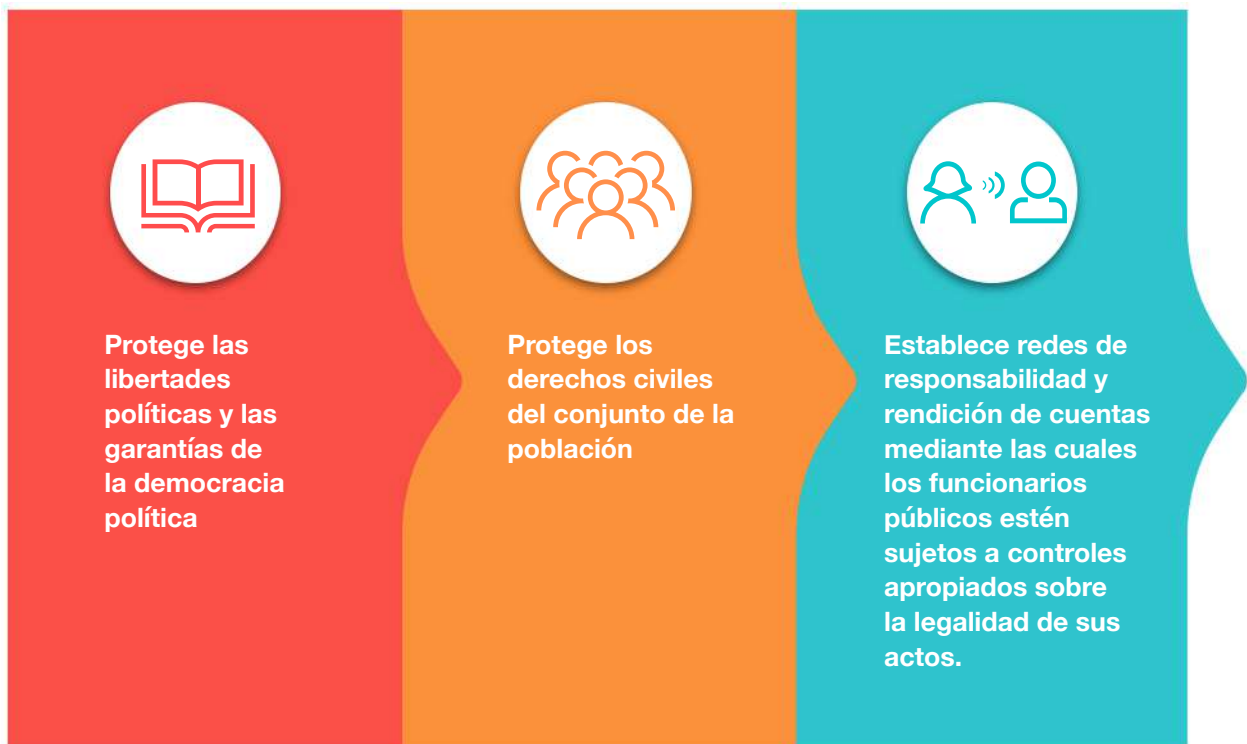 Protege las
libertades
políticas y las
garantías de
la democracia
política
Protege los
derechos civiles
del conjunto de la
población
Establece redes de
responsabilidad y
rendición de cuentas
mediante las cuales
los funcionarios
públicos estén
sujetos a controles
apropiados sobre
la legalidad de sus
actos.